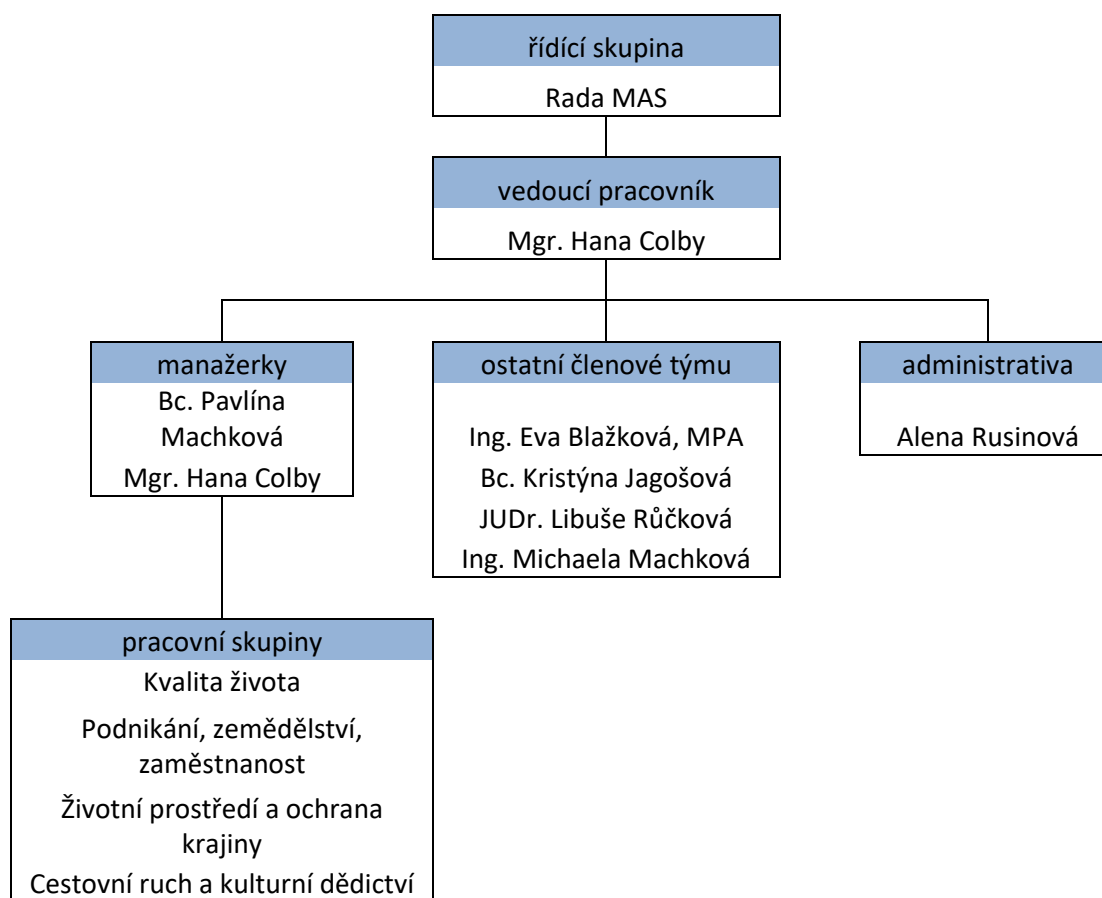 řídící skupina
Rada MAS
vedoucí pracovník
Mgr. Hana Colby
manažerky
Bc. Pavlína
Machková
Mgr. Hana Colby
ostatní členové týmu
Ing. Eva Blažková, MPA
Bc. Kristýna Jagošová
JUDr. Libuše Růčková
Ing. Michaela Machková
administrativa
Alena Rusinová
pracovní skupiny
Kvalita života
Podnikání, zemědělství,
zaměstnanost
Životní prostředí a ochrana
krajiny
Cestovní ruch a kulturní dědictví